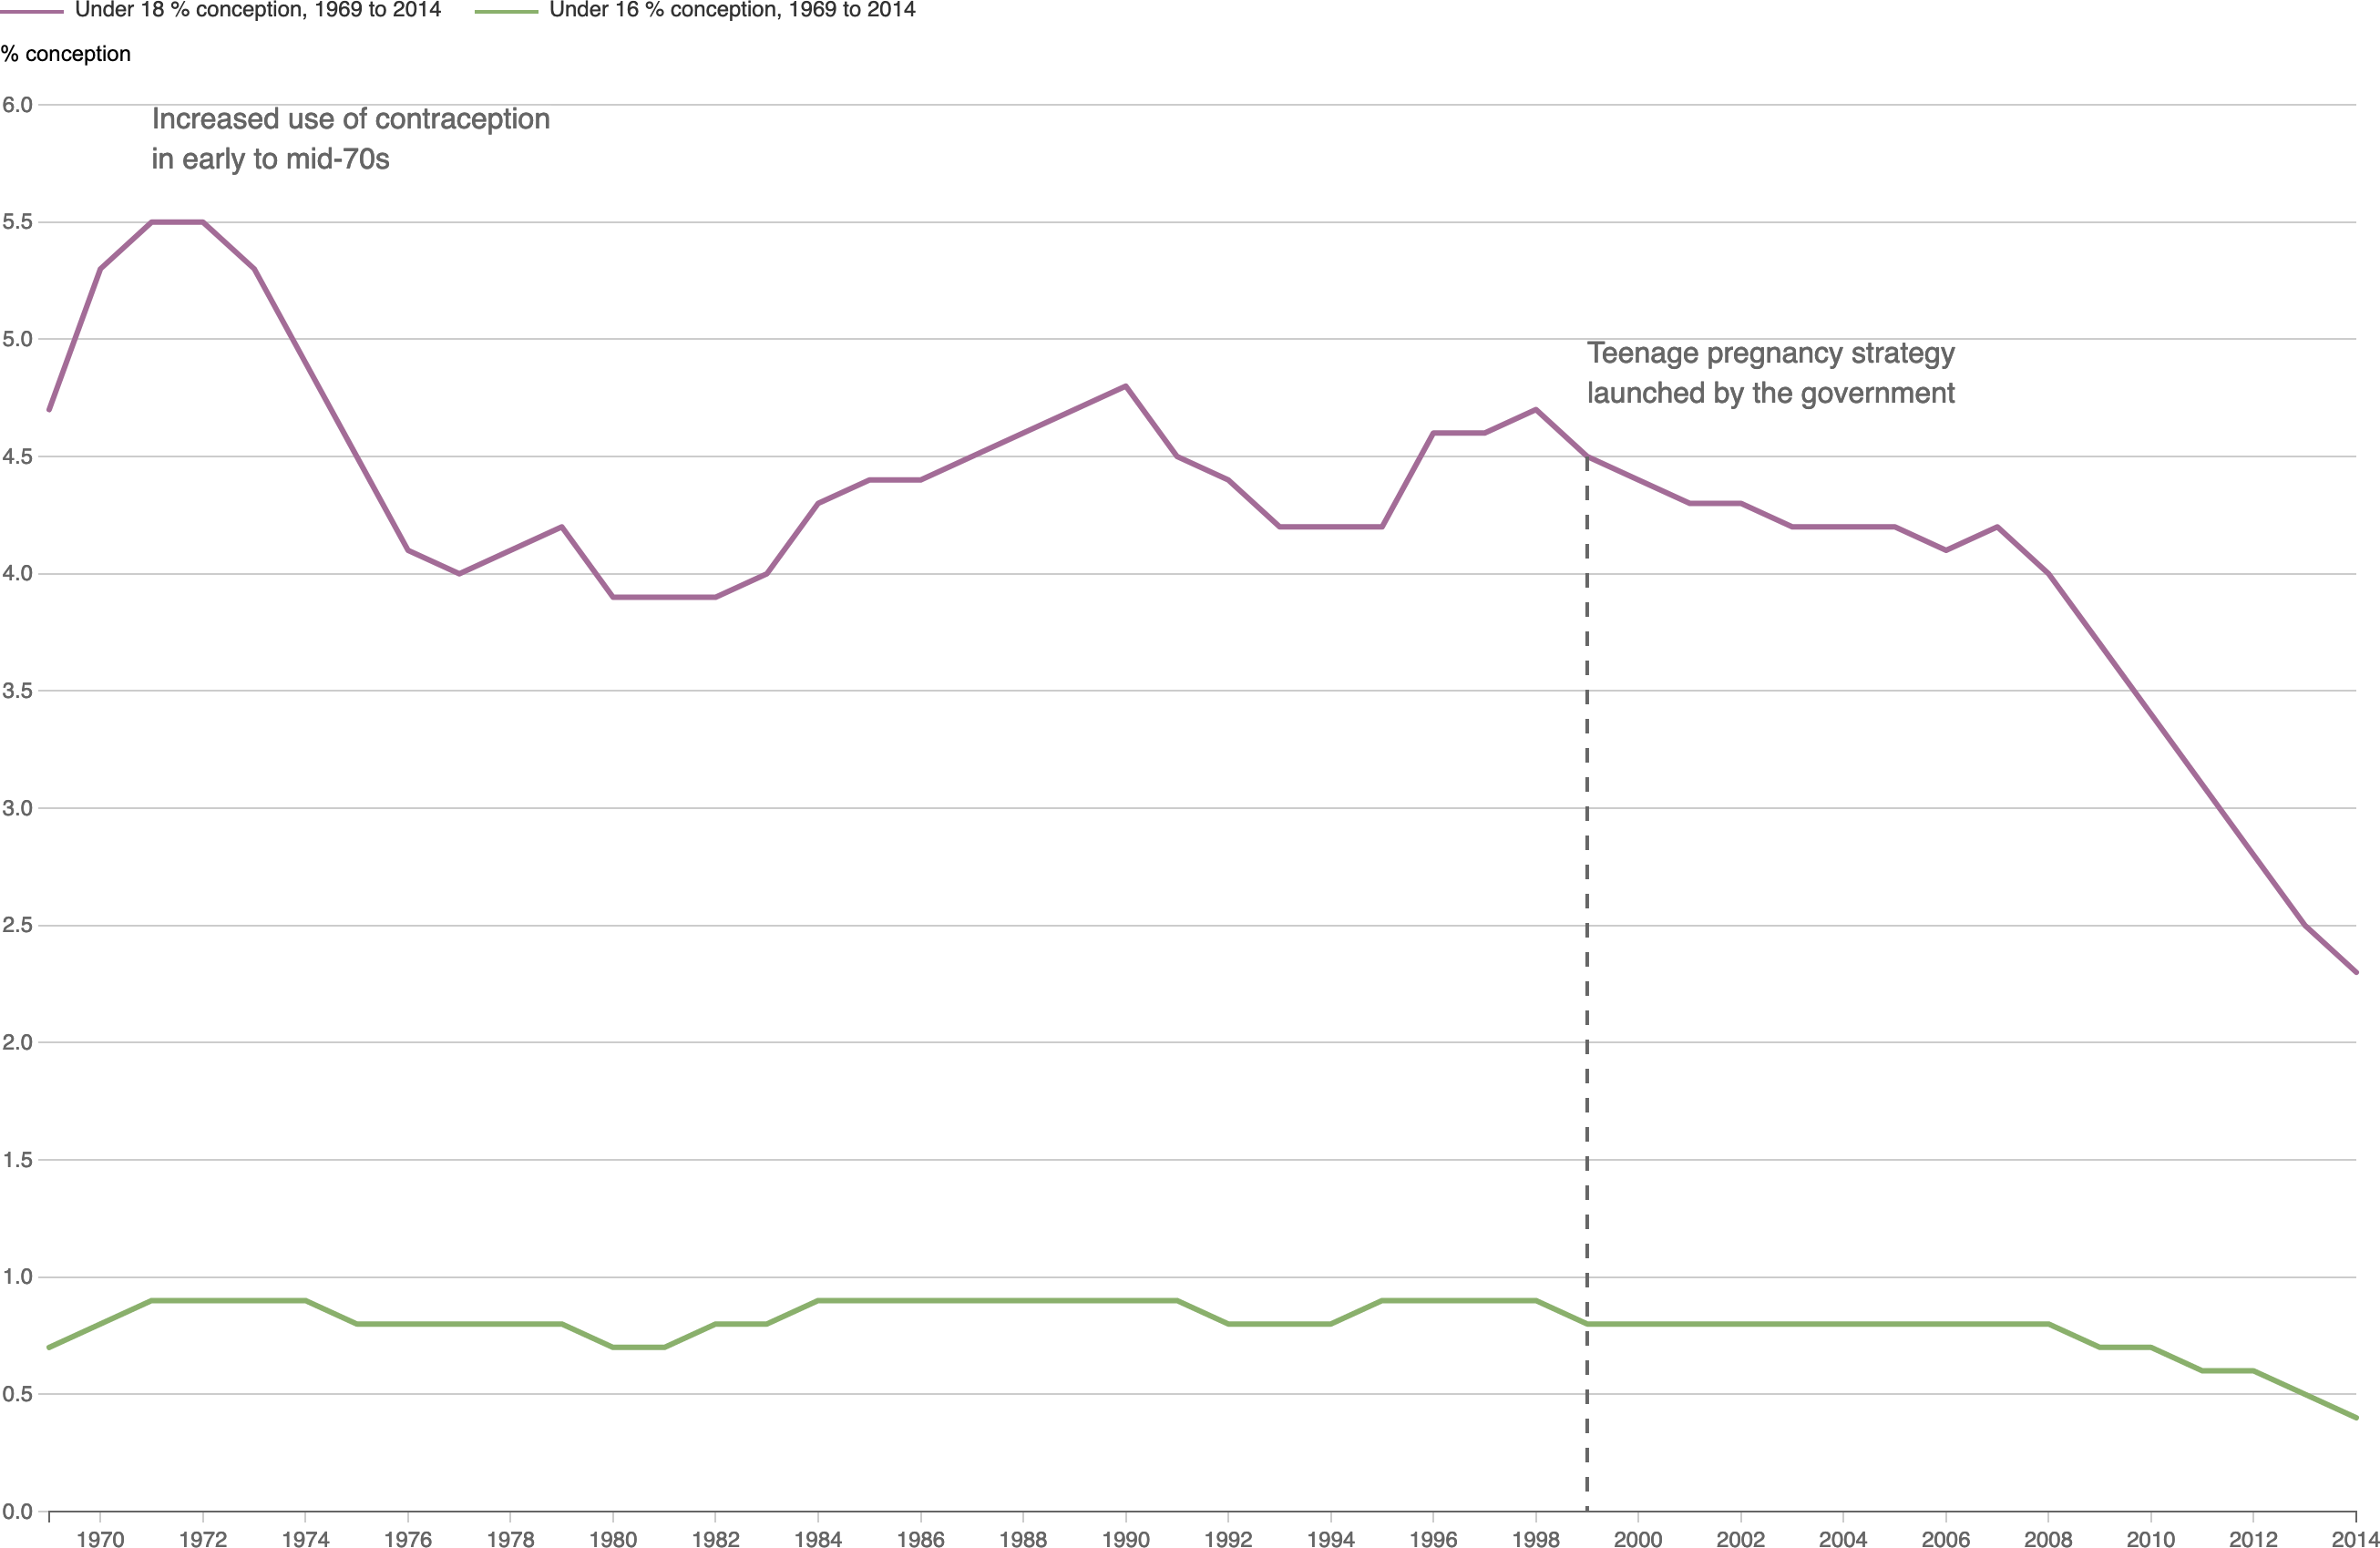 Under 18 % conception, 1969 to 2014 Under 16 % conception, 1969 to 2014
% conception
6.0
Increased use of contraception
in early to mid-70s
5.5
5.0
Teenage pregnancy strategy
launched by the government
4.5
4.0
3.5
3.0
2.5
2.0
1.5
1.0
0.5
0.0
1970 1972 1974 1976 1978 1980 1982 1984 1986 1988 1990 1992 1994 1996 1998 2000 2002 2004 2006 2008 2010 2012 2014